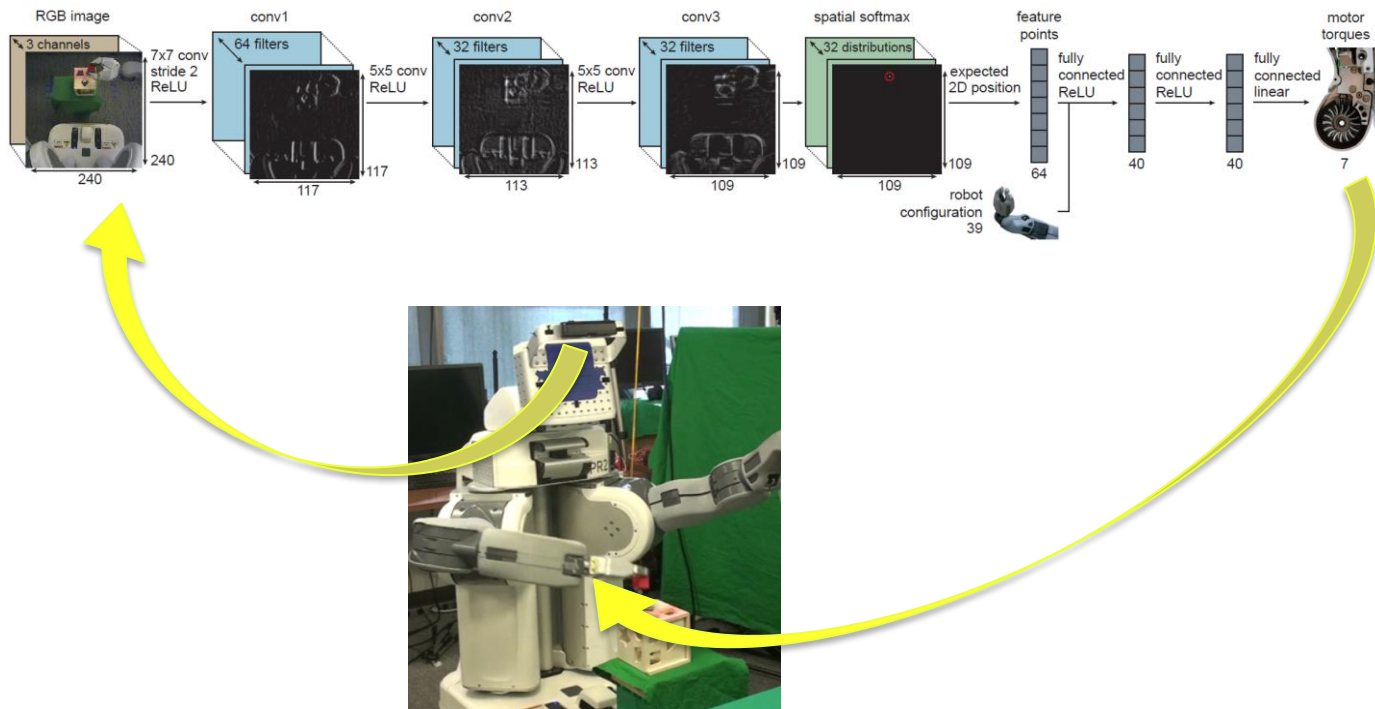 RGB image
3 channels
240
240
7x7 conv
stride 2
ReLU
conv1
64 filters
117
117
5x5 conv
ReLU
conv2
32 filters
113
113
5x5 conv
ReLU
conv3
32 filters
109
109
spatial softmax
32 distributions
109
109
expected
2D position
feature
points
64
robot
configuration
39
fully
connected
ReLU
40
fully
connected
ReLU
40
fully
connected
linear
motor
torques
7
PR2